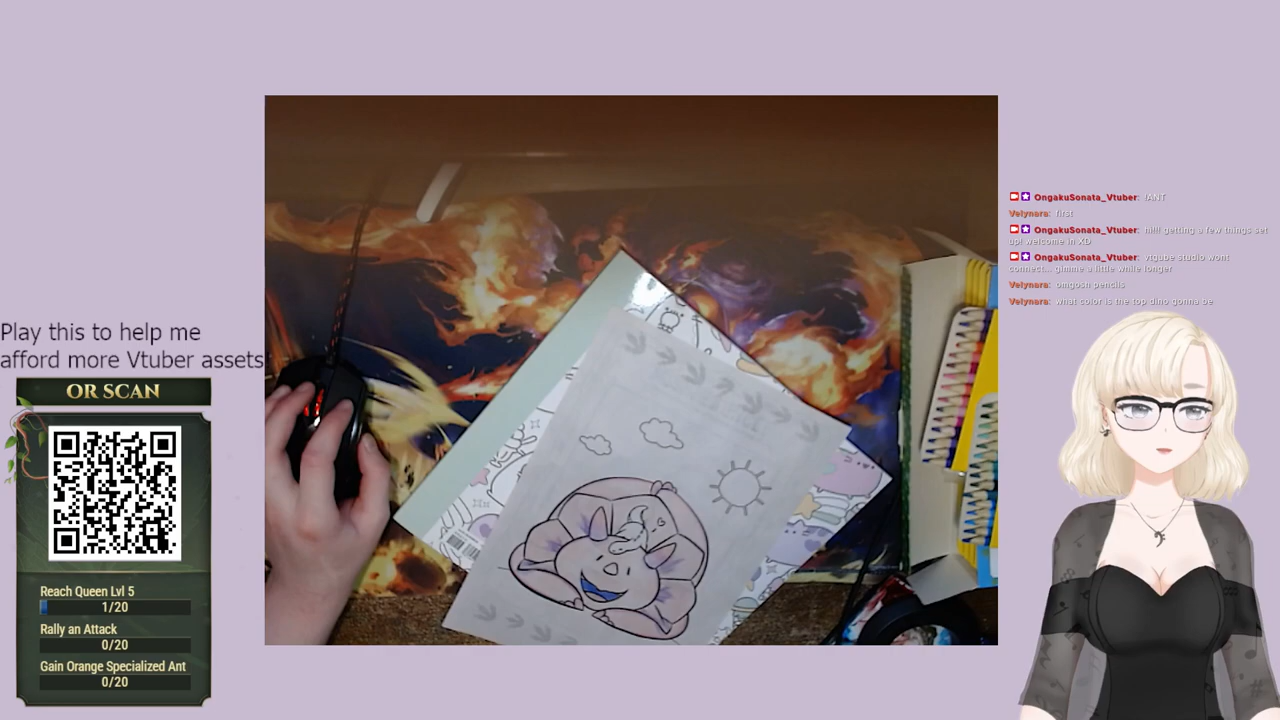 Play this to help me
afford more Vtuber assets!
OR SCAN
Reach Queen Lvl 5
1/20
Rally an Attack
0/20
Gain Orange Specialized Ant
0/20
OngakuSonata_Vtuber: !ANT
Velynara: first
OngakuSonata_Vtuber: hi!!! getting a few things set
up! welcome in XD
OngakuSonata_Vtuber: vtgube studio wont
connect... gimme a little while longer
Velynara: omgosh pencils
Velynara: what color is the top dino gonna be